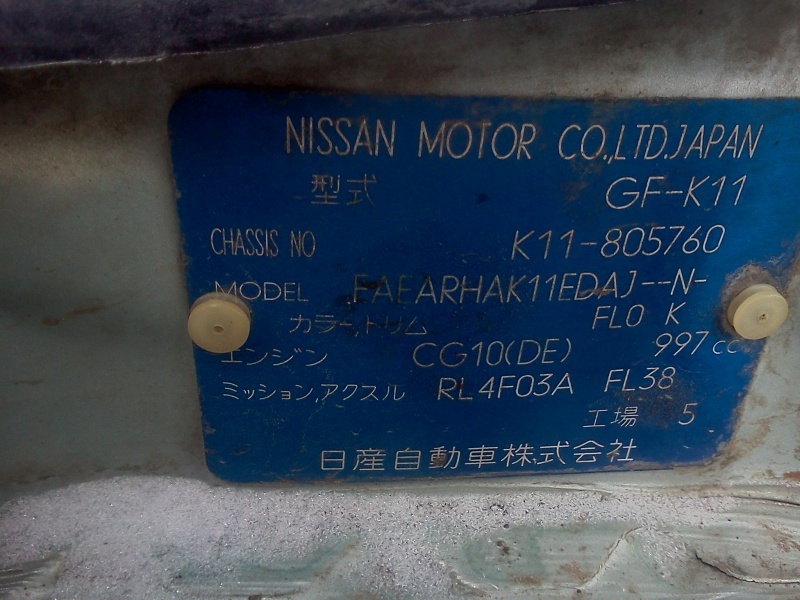 NISSAN MOTOR CO.,LTD.JAPAN
型式 GF-K11
CHASSIS NO K11-805760
MODEL FAEARHAK11EDAJ--N-
カラー,トリム FL0 K
エンジン CG10(DE) 997cc
ミッション,アクスル RL4F03A FL38
工場 5
日産自動車株式会社